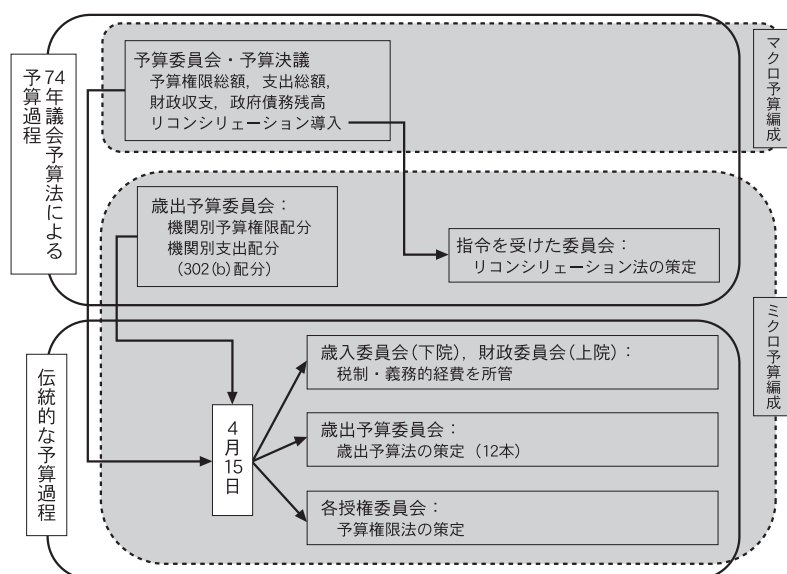 マクロ予算編成
74年議会予算法による
予算過程
予算委員会・予算決議
予算権限総額，支出総額，
財政収支，政府債務残高
リコンシリエーション導入
歳出予算委員会：
機関別予算権限配分
機関別支出配分
（302（b）配分）
指令を受けた委員会：
リコンシリエーション法の策定
ミクロ予算編成
伝統的な予算過程
4月15日
歳入委員会（下院），財政委員会（上院）：
税制・義務的経費を所管
歳出予算委員会：
歳出予算法の策定（12本）
各授権委員会：
予算権限法の策定